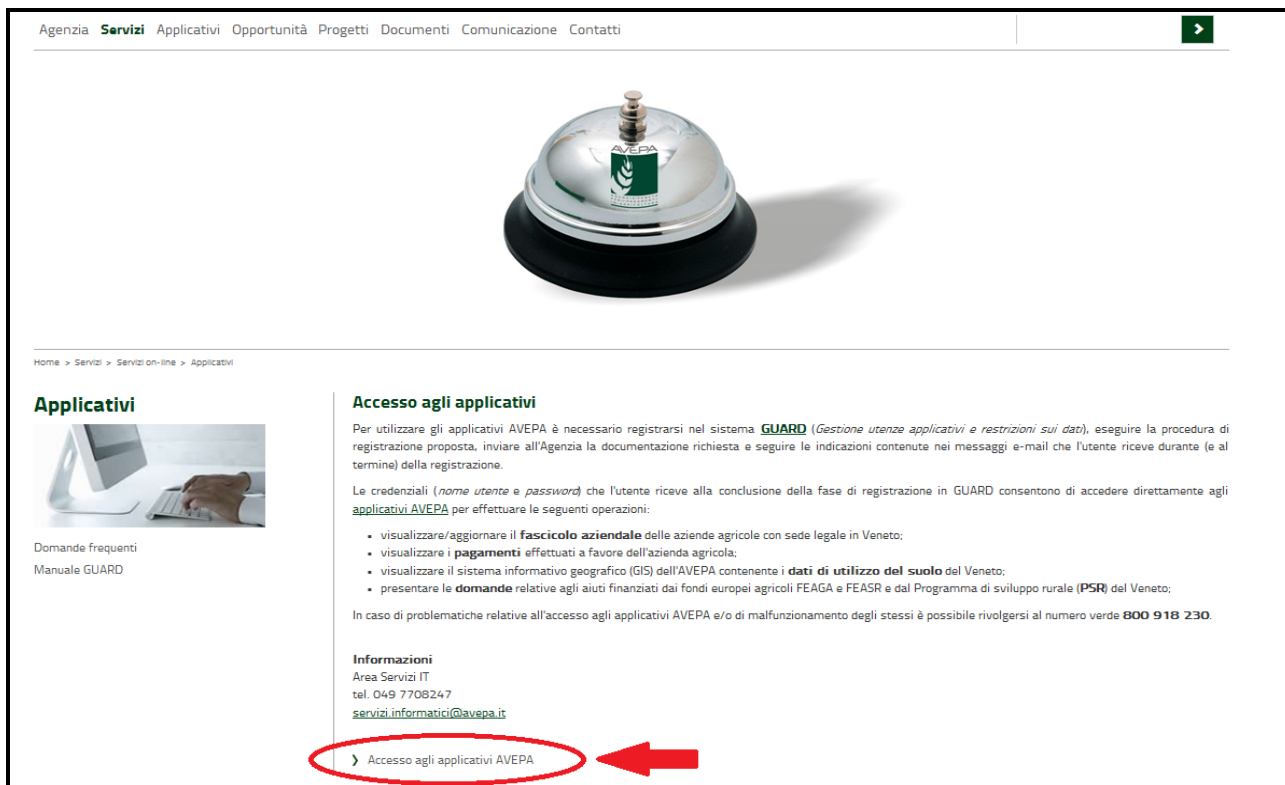 Agenzia Servizi Applicativi Opportunità Progetti Documenti Comunicazione Contatti
AVEPA
Home > Servizi > Servizi on-line > Applicativi
Applicativi
Domande frequenti
Manuale GUARD
Accesso agli applicativi
Per utilizzare gli applicativi AVEPA è necessario registrarsi nel sistema GUARD (Gestione utenze applicativi e restrizioni sui dati), eseguire la procedura di
registrazione proposta, inviare all'Agenzia la documentazione richiesta e seguire le indicazioni contenute nei messaggi e-mail che l'utente riceve durante (e al
termine) della registrazione.
Le credenziali (nome utente e password) che l'utente riceve alla conclusione della fase di registrazione in GUARD consentono di accedere direttamente agli
applicativi AVEPA per effettuare le seguenti operazioni:
• visualizzare/aggiornare il fascicolo aziendale delle aziende agricole con sede legale in Veneto;
• visualizzare i pagamenti effettuati a favore dell'azienda agricola;
• visualizzare il sistema informativo geografico (GIS) dell'AVEPA contenente i dati di utilizzo del suolo del Veneto;
• presentare le domande relative agli aiuti finanziati dai fondi europei agricoli FEAGA e FEASR e dal Programma di sviluppo rurale (PSR) del Veneto;
In caso di problematiche relative all'accesso agli applicativi AVEPA e/o di malfunzionamento degli stessi è possibile rivolgersi al numero verde 800 918 230.
Informazioni
Area Servizi IT
tel. 049 7708247
servizi.informatici@avepa.it
Accesso agli applicativi AVEPA